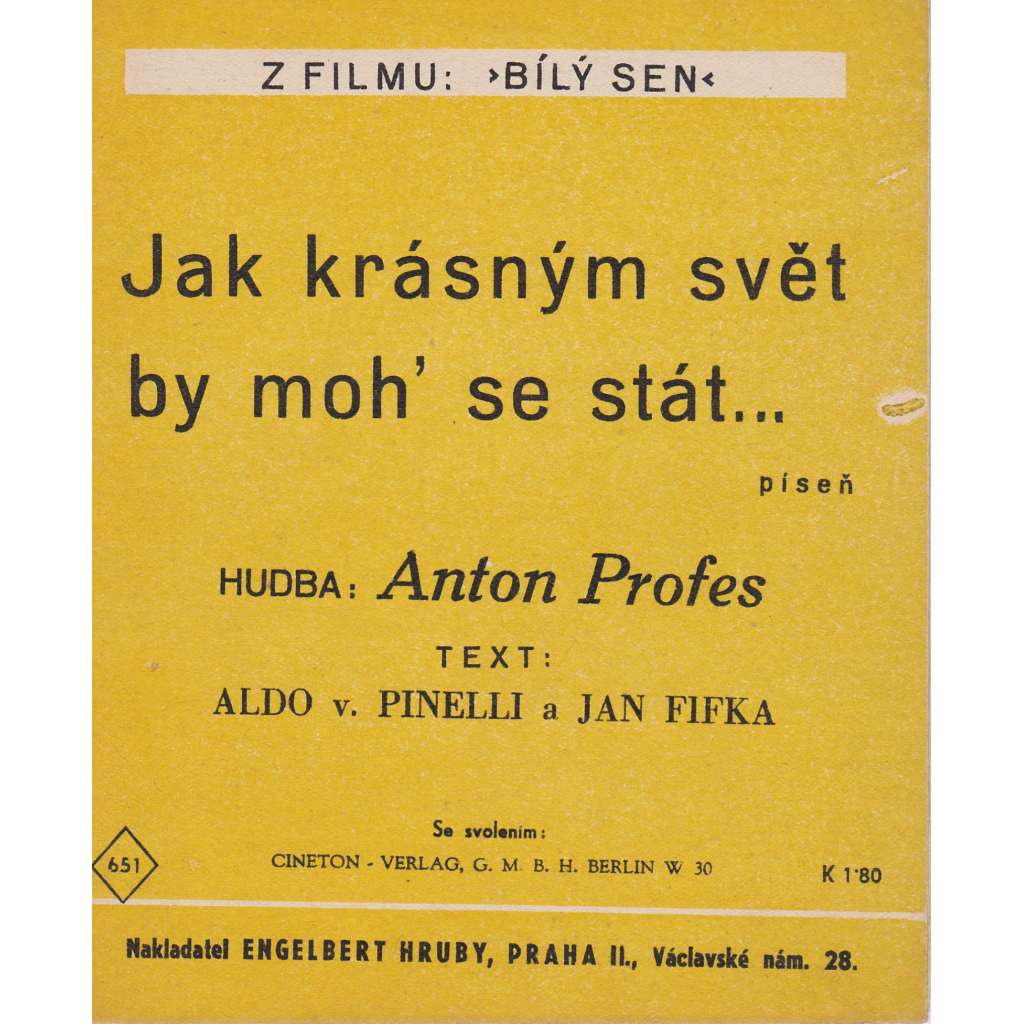 Z FILMU: ›BÍLÝ SEN‹
Jak krásným svět
by moh' se stát...
píseň
HUDBA: Anton Profes
TEXT:
ALDO v. PINELLI a JAN FIFKA
Se svolením:
CINETON - VERLAG, G. M. B. H. BERLIN W 30
651
K 1·80
Nakladatel ENGELBERT HRUBY, PRAHA II., Václavské nám. 28.